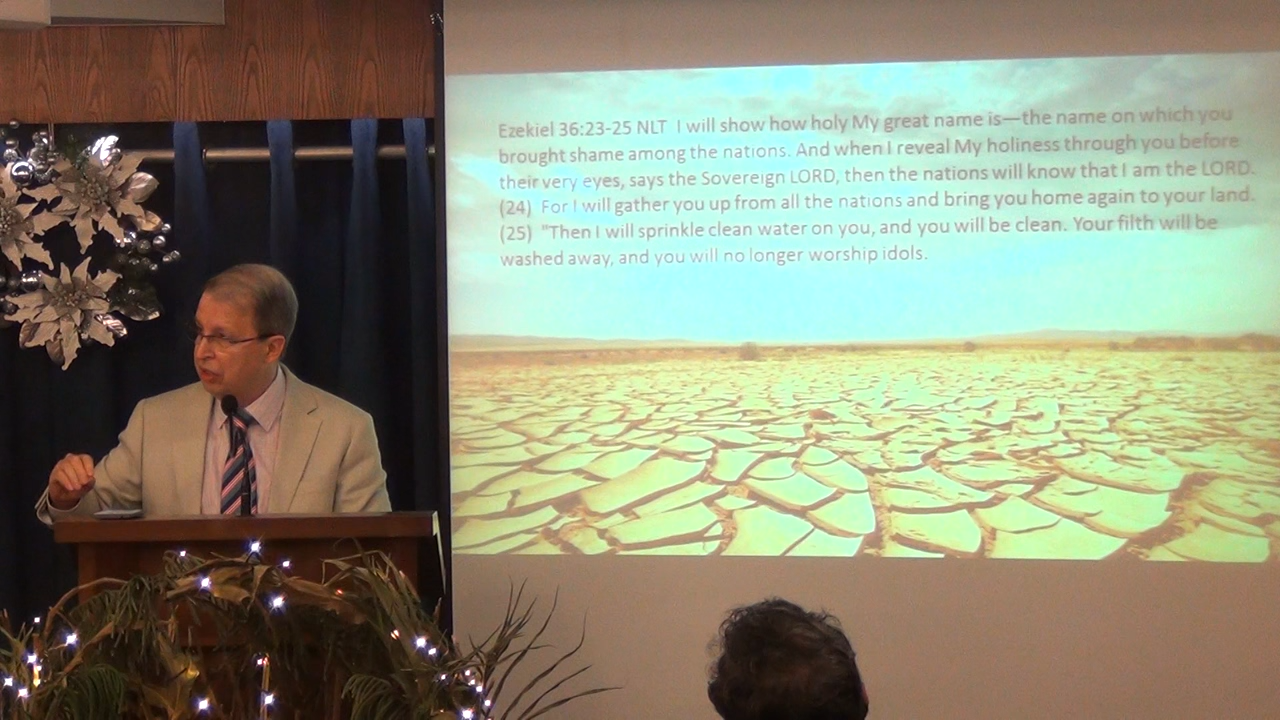 Ezekiel 36:23-25 NLT I will show how holy My great name is—the name on which you
brought shame among the nations. And when I reveal My holiness through you before
their very eyes, says the Sovereign LORD, then the nations will know that I am the LORD.
(24) For I will gather you up from all the nations and bring you home again to your land.
(25) "Then I will sprinkle clean water on you, and you will be clean. Your filth will be
washed away, and you will no longer worship idols.